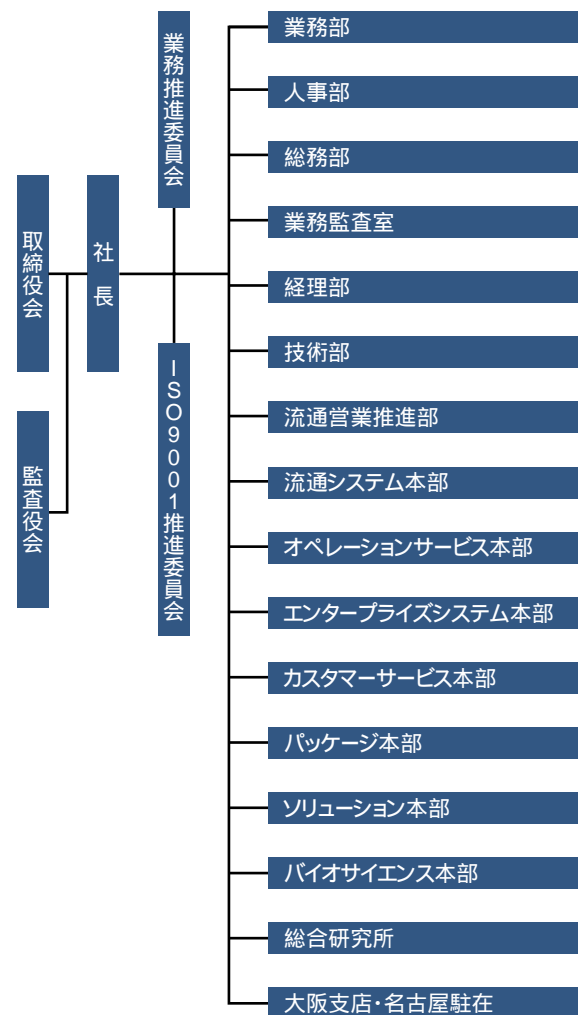 取締役会
監査役会
社長
業務推進委員会
ISO9001推進委員会
業務部
人事部
総務部
業務監査室
経理部
技術部
流通営業推進部
流通システム本部
オペレーションサービス本部
エンタープライズシステム本部
カスタマーサービス本部
パッケージ本部
ソリューション本部
バイオサイエンス本部
総合研究所
大阪支店・名古屋駐在